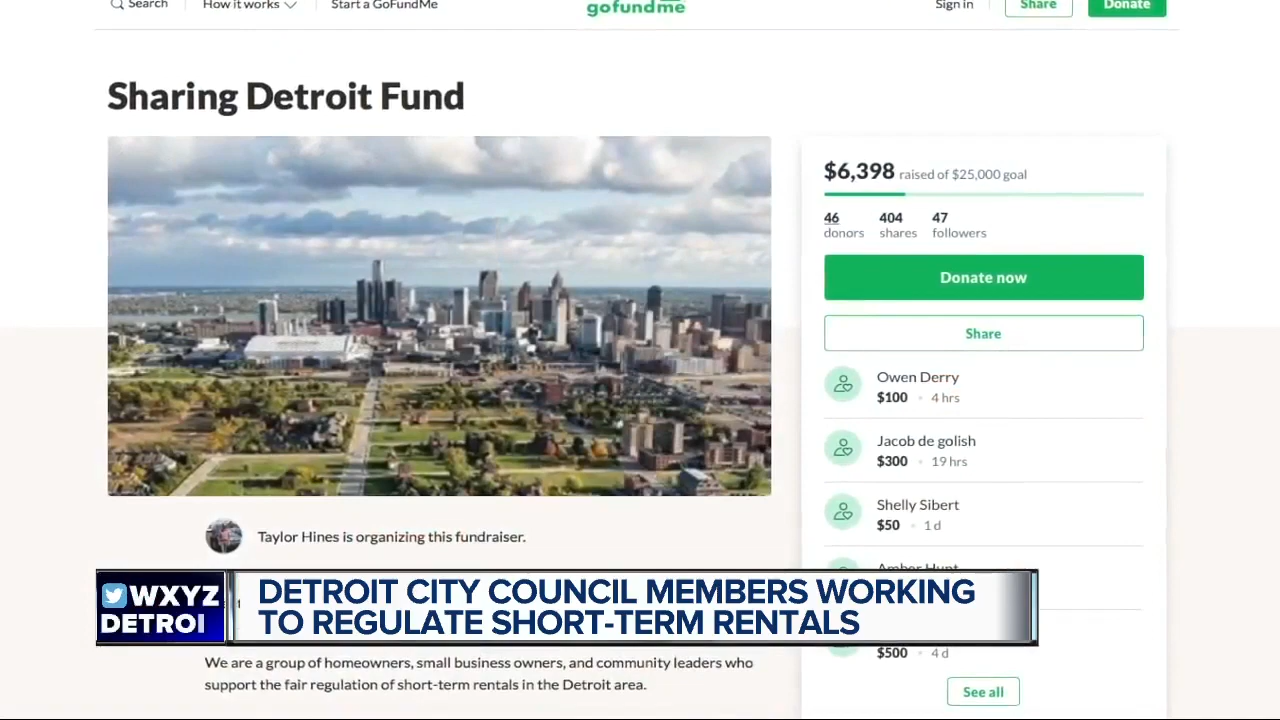 Search
How it works
Start a GoFundMe
gofundme
Sign in
Share
Donate
Sharing Detroit Fund
$6,398 raised of $25,000 goal
46 404 47
donors shares followers
Donate now
Share
Owen Derry
$100 • 4 hrs
Jacob de golish
$300 • 19 hrs
Shelly Sibert
$50 • 1 d
Amber Hunt
$500 • 4 d
See all
Taylor Hines is organizing this fundraiser.
WXYZ
DETROI
DETROIT CITY COUNCIL MEMBERS WORKING
TO REGULATE SHORT-TERM RENTALS
We are a group of homeowners, small business owners, and community leaders who
support the fair regulation of short-term rentals in the Detroit area.